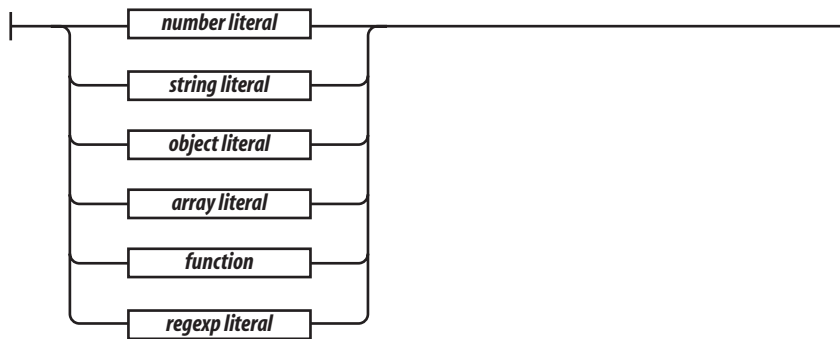 number literal
string literal
object literal
array literal
function
regexp literal